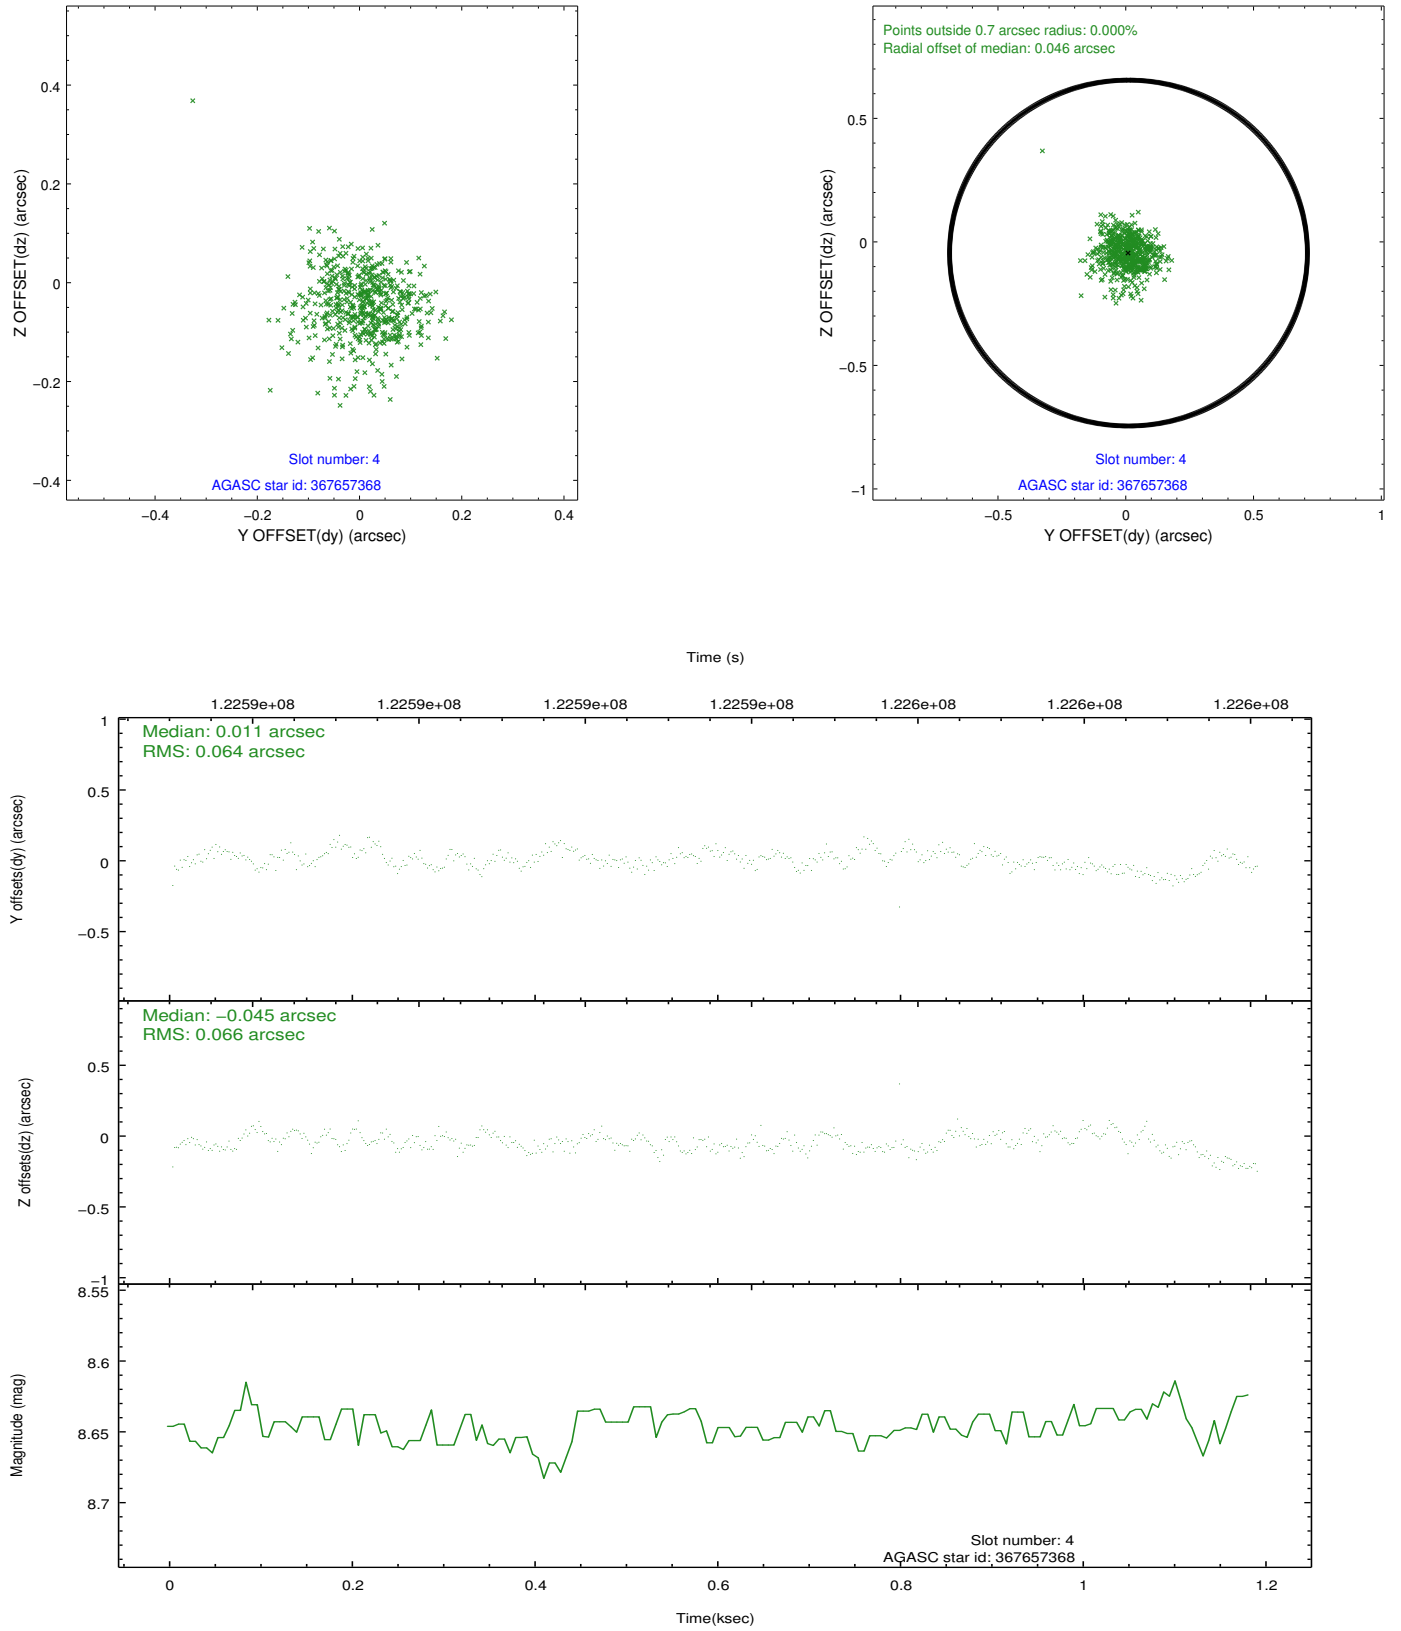 0.4
0.2
0
−0.2
−0.4
Z OFFSET(dz) (arcsec)
Slot number: 4
AGASC star id: 367657368
−0.4 −0.2 0 0.2 0.4
Y OFFSET(dy) (arcsec)
Points outside 0.7 arcsec radius: 0.000%
Radial offset of median: 0.046 arcsec
0.5
0
−0.5
−1
Z OFFSET(dz) (arcsec)
Slot number: 4
AGASC star id: 367657368
−0.5 0 0.5 1
Y OFFSET(dy) (arcsec)
Time (s)
1.2259e+08 1.2259e+08 1.2259e+08 1.2259e+08 1.226e+08 1.226e+08 1.226e+08
Median: 0.011 arcsec
RMS: 0.064 arcsec
1
0.5
0
−0.5
Y offsets(dy) (arcsec)
Median: −0.045 arcsec
RMS: 0.066 arcsec
0.5
0
−0.5
−1
Z offsets(dz) (arcsec)
8.55
8.6
8.65
8.7
Magnitude (mag)
Slot number: 4
AGASC star id: 367657368
0 0.2 0.4 0.6 0.8 1 1.2
Time(ksec)